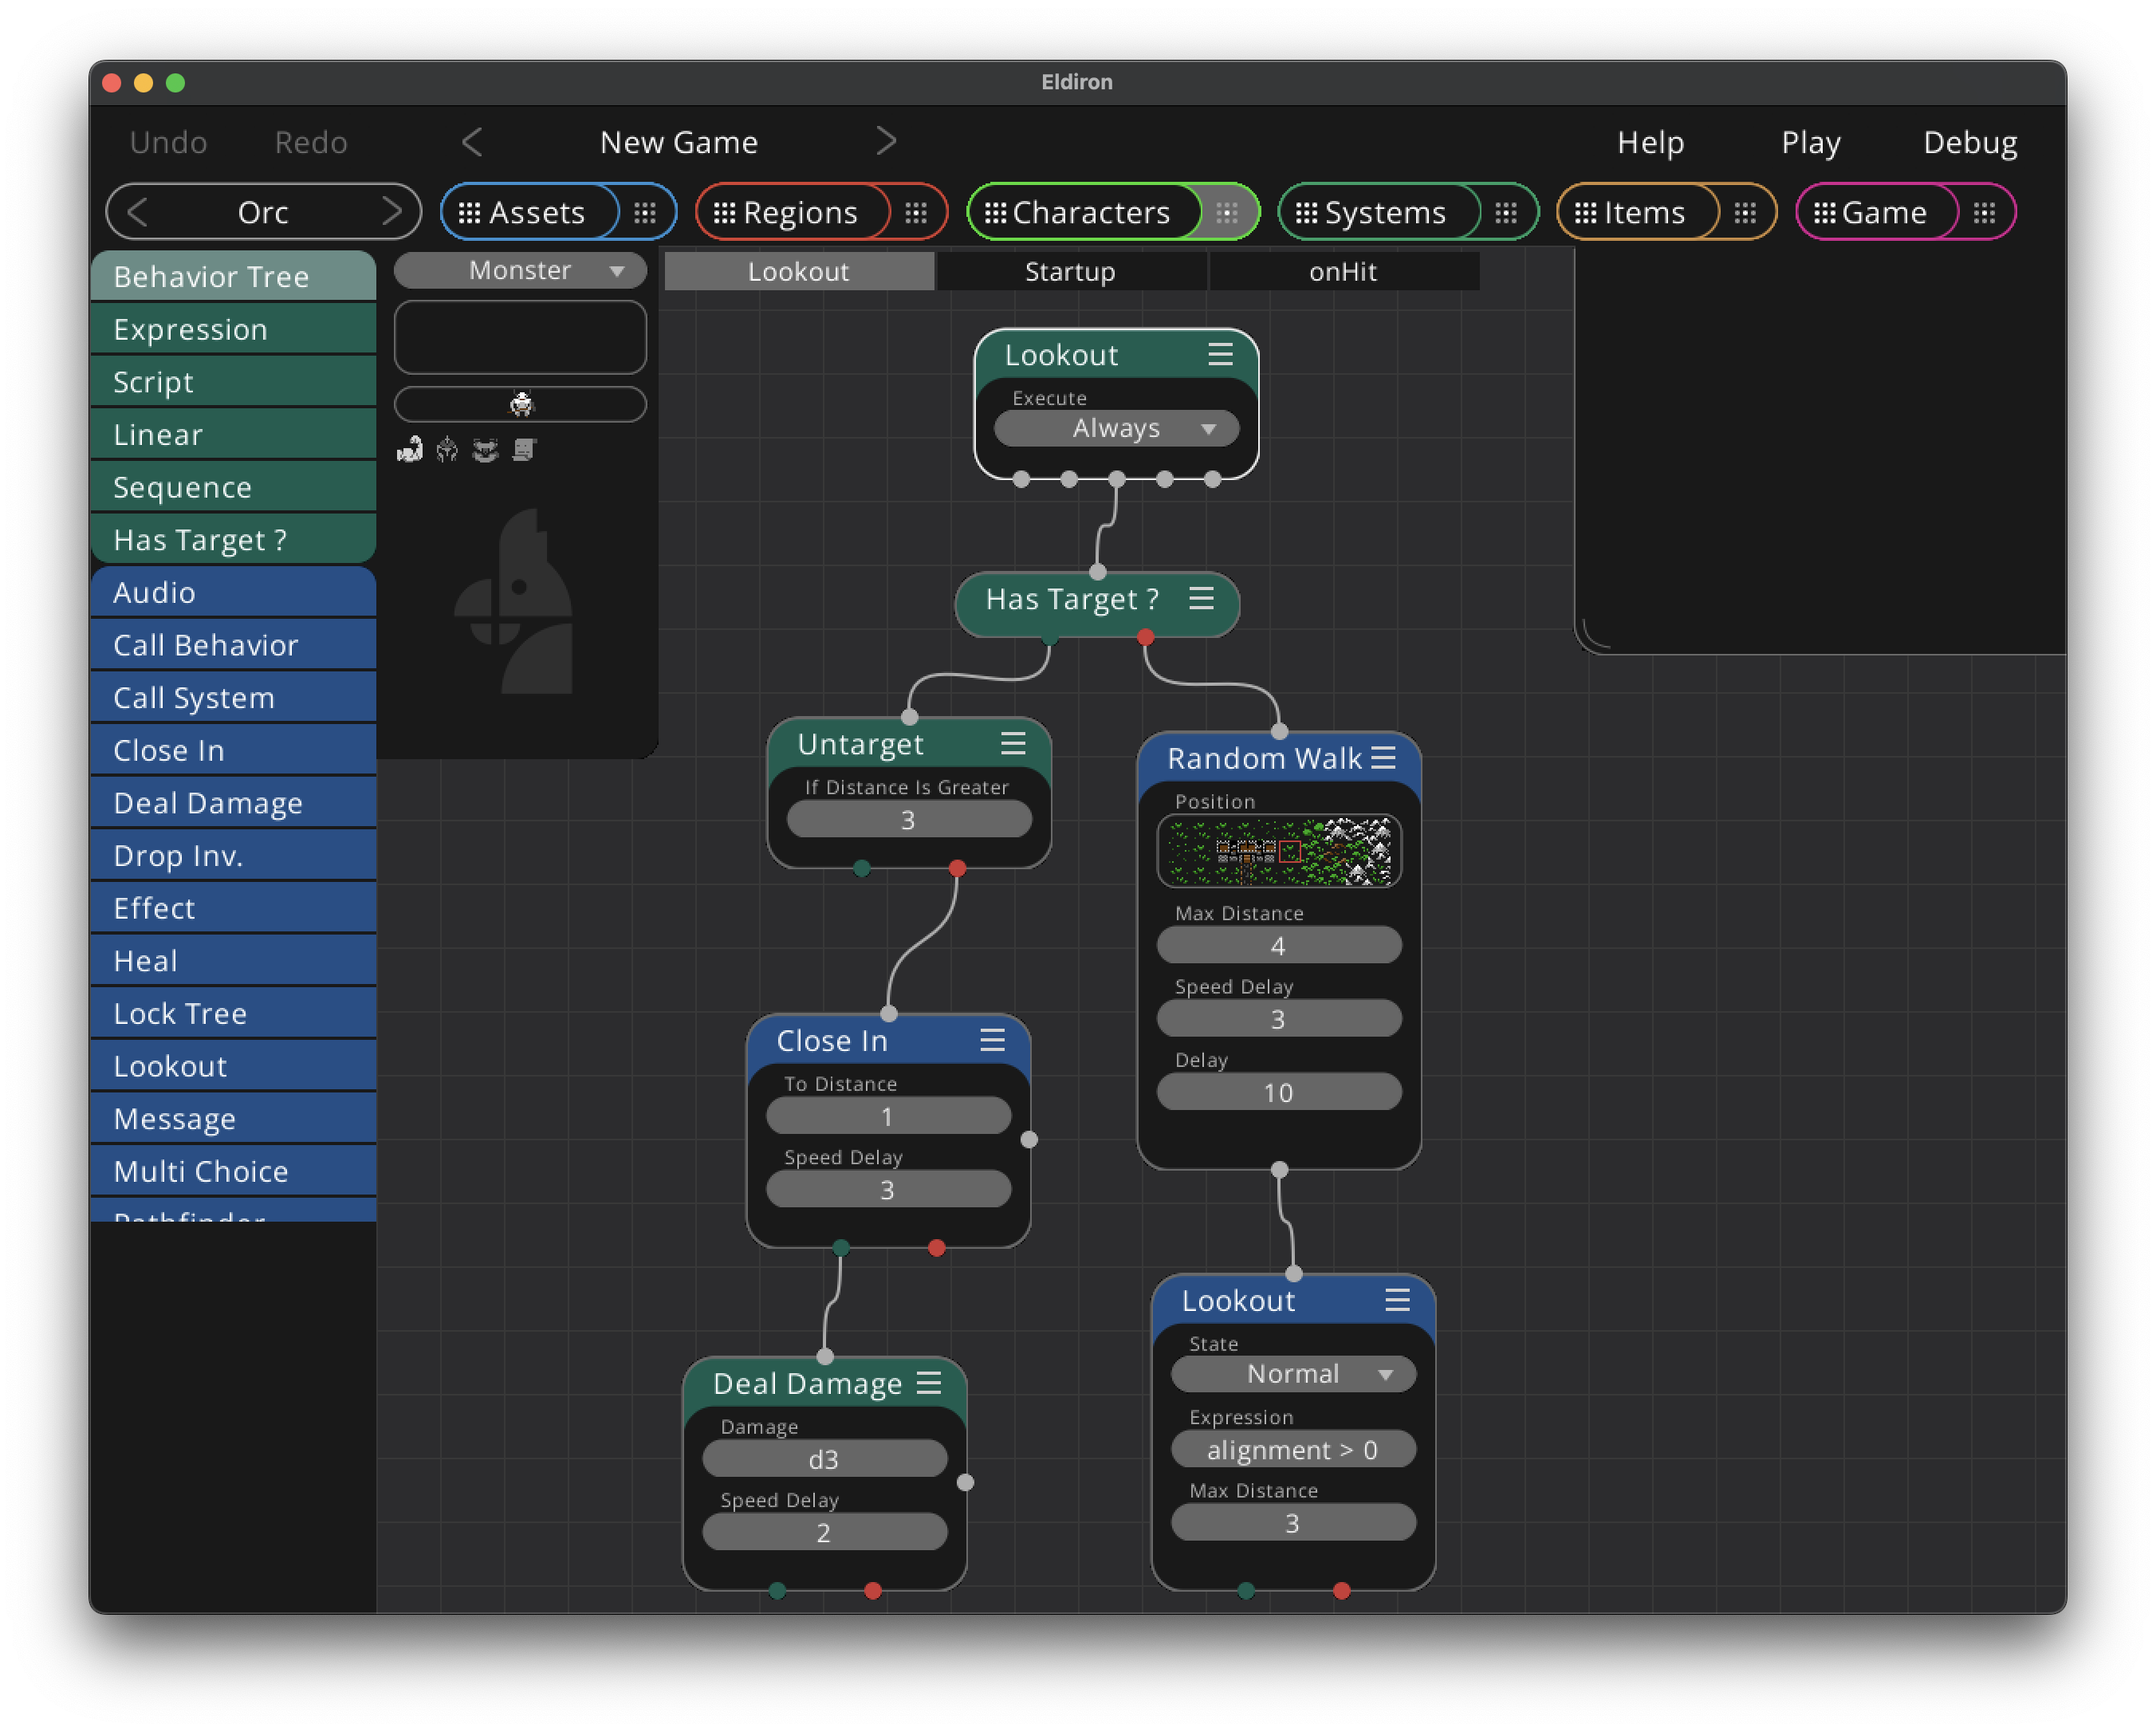 Eldiron
Undo Redo < New Game > Help Play Debug
< Orc > Assets Regions Characters Systems Items Game
Behavior Tree
Expression
Script
Linear
Sequence
Has Target ?
Audio
Call Behavior
Call System
Close In
Deal Damage
Drop Inv.
Effect
Heal
Lock Tree
Lookout
Message
Multi Choice
Pathfinder
Monster
Lookout Startup onHit
Lookout
Execute
Always
Has Target ?
Untarget
If Distance Is Greater
3
Random Walk
Position
Max Distance
4
Speed Delay
3
Delay
10
Close In
To Distance
1
Speed Delay
3
Deal Damage
Damage
d3
Speed Delay
2
Lookout
State
Normal
Expression
alignment > 0
Max Distance
3